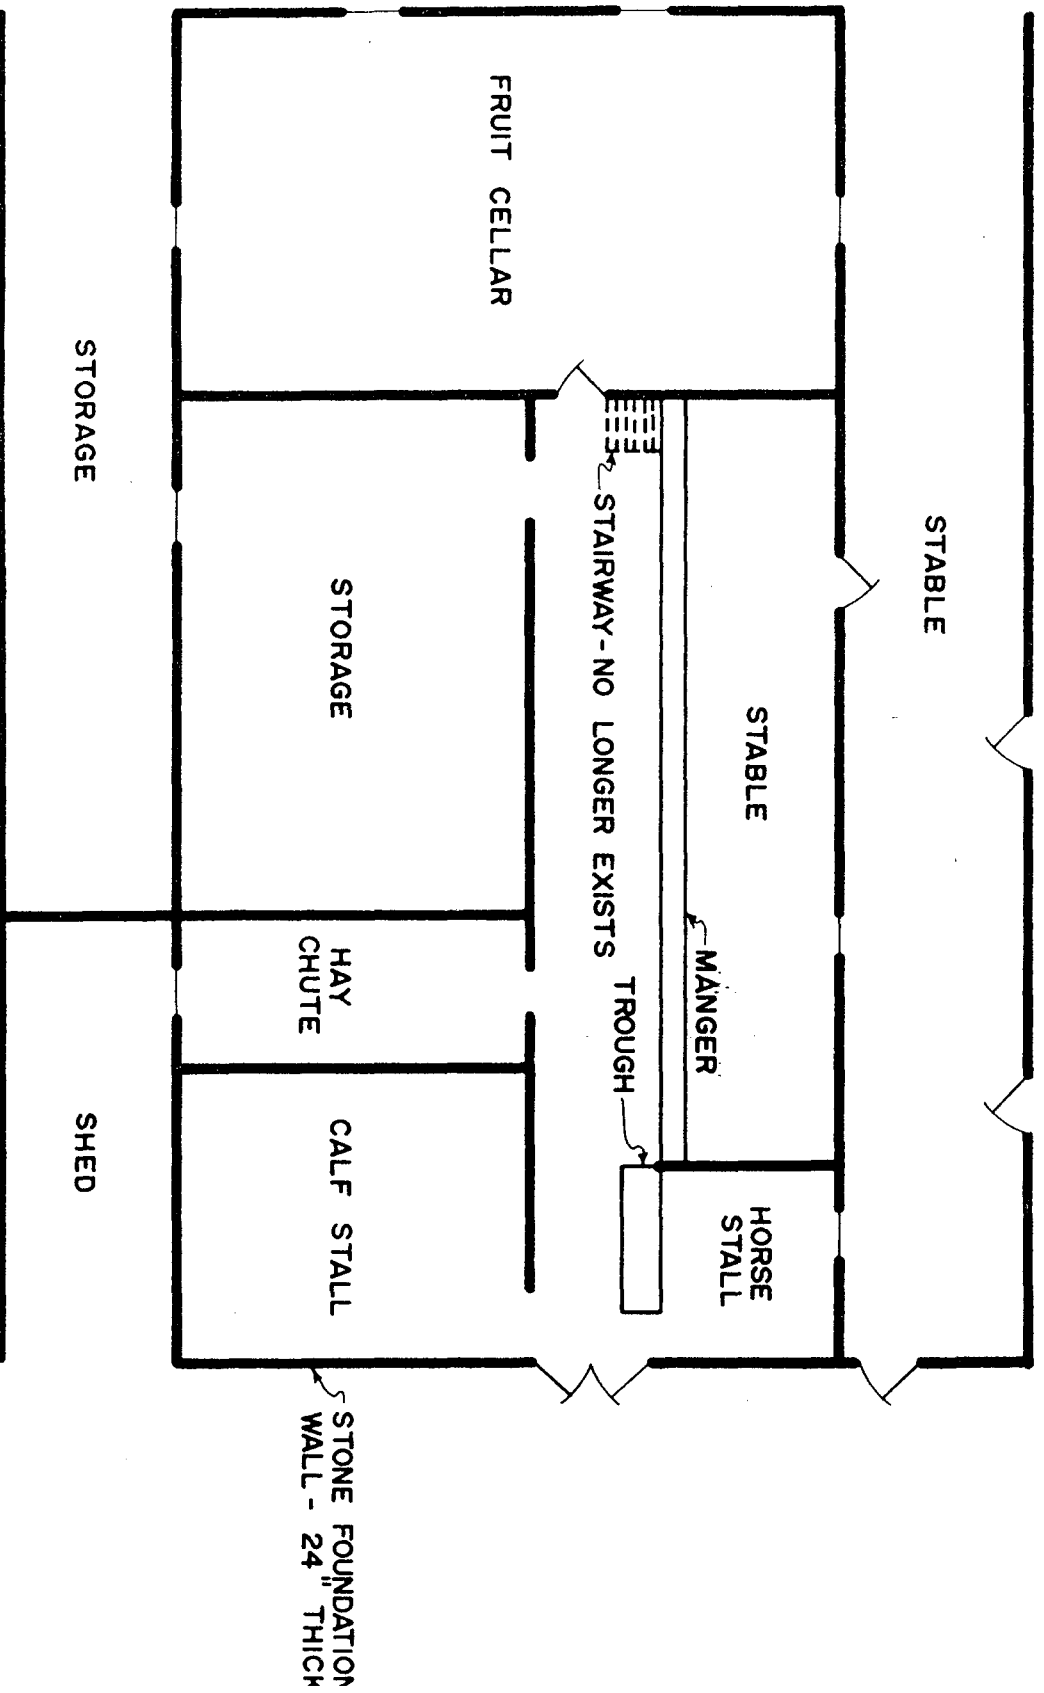 STABLE
FRUIT CELLAR
STABLE
MANGER
HORSE
STALL
STAIRWAY-NO LONGER EXISTS
TROUGH
STORAGE
HAY
CHUTE
CALF STALL
STONE FOUNDATION
WALL - 24" THICK
STORAGE
SHED